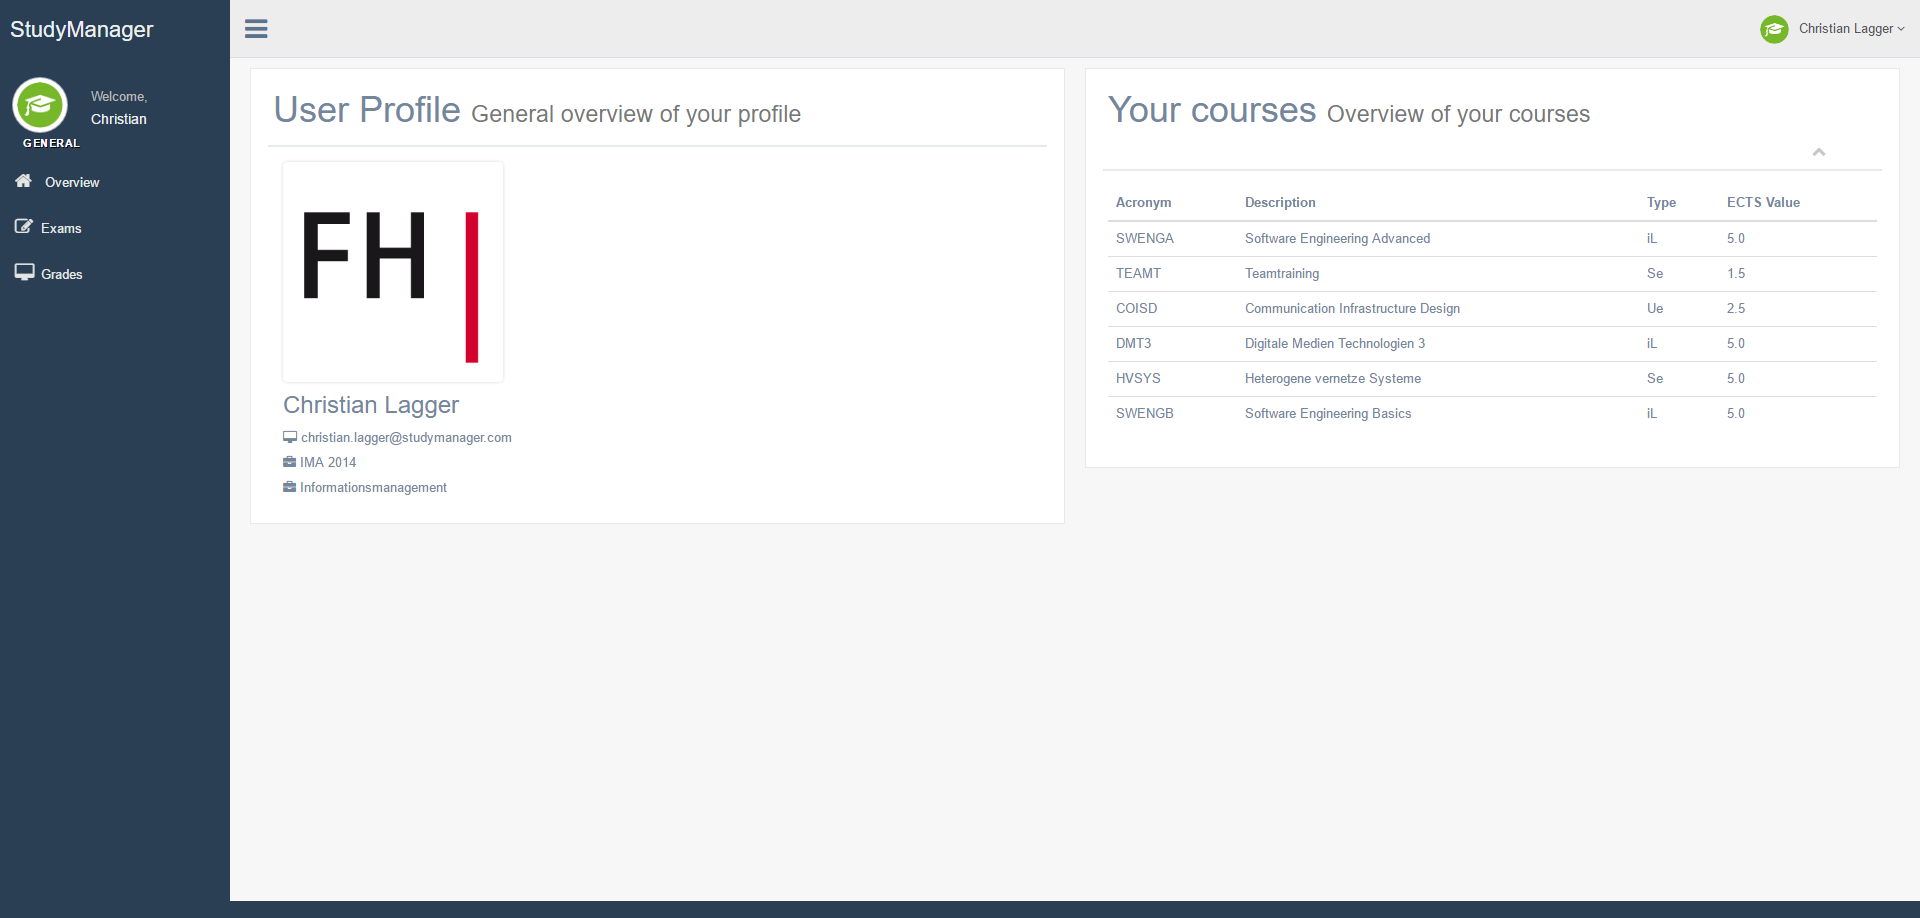 StudyManager
Christian Lagger
Welcome,
Christian
GENERAL
Overview
Exams
Grades
User Profile General overview of your profile
FH
Christian Lagger
christian.lagger@studymanager.com
IMA 2014
Informationsmanagement
Your courses Overview of your courses
Acronym Description Type ECTS Value
SWENGA Software Engineering Advanced iL 5.0
TEAMT Teamtraining Se 1.5
COISD Communication Infrastructure Design Ue 2.5
DMT3 Digitale Medien Technologien 3 iL 5.0
HVSYS Heterogene vernetze Systeme Se 5.0
SWENGB Software Engineering Basics iL 5.0